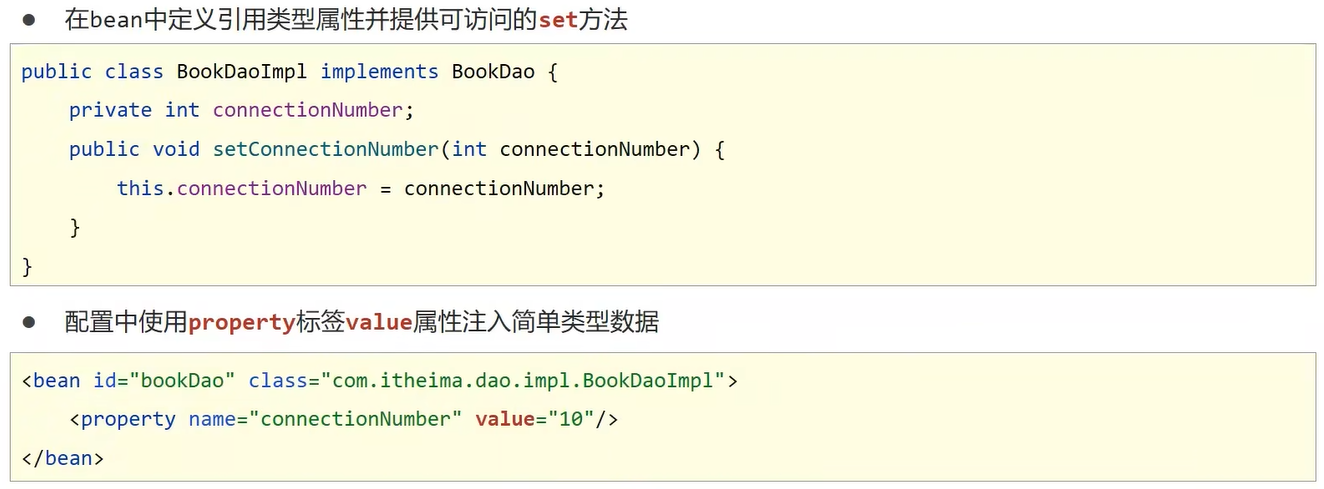 ● 在bean中定义引用类型属性并提供可访问的set方法
public class BookDaoImpl implements BookDao {
    private int connectionNumber;
    public void setConnectionNumber(int connectionNumber) {
        this.connectionNumber = connectionNumber;
    }
}
● 配置中使用property标签value属性注入简单类型数据
<bean id="bookDao" class="com.itheima.dao.impl.BookDaoImpl">
    <property name="connectionNumber" value="10"/>
</bean>